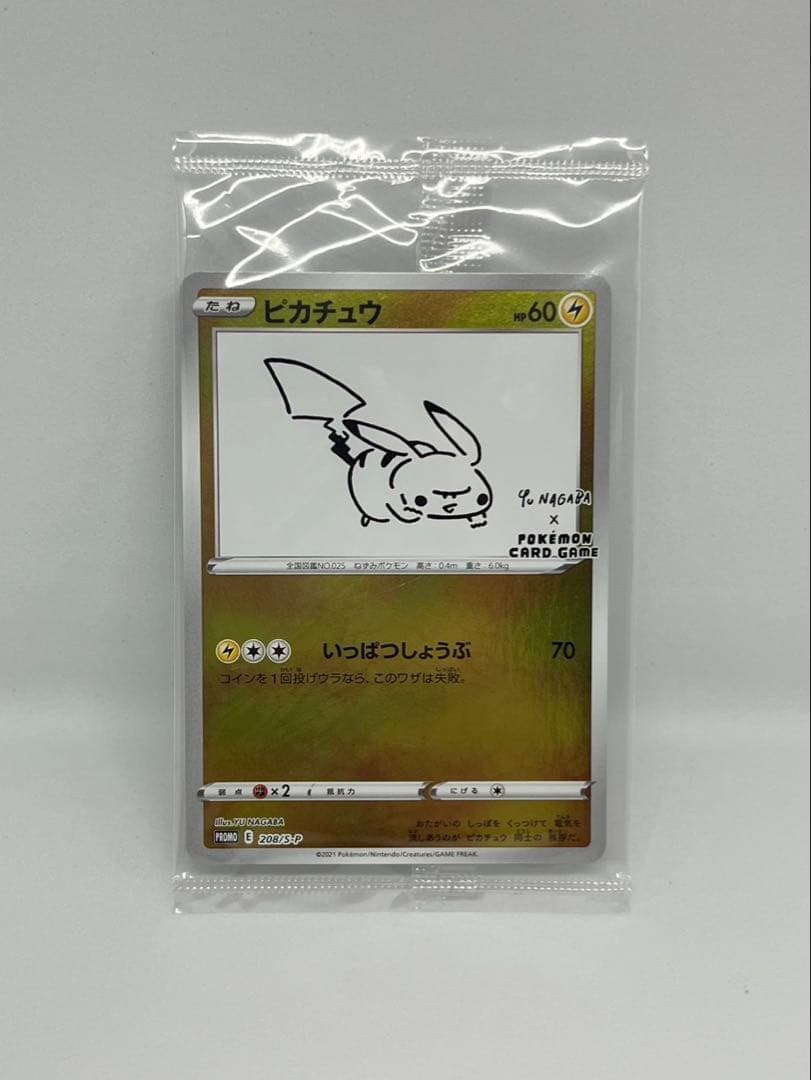 たね ピカチュウ HP 60
YU NAGABA
×
POKÉMON
CARD GAME
全国図鑑NO.025 ねずみポケモン 高さ：0.4m 重さ：6.0kg
いっぱつしょうぶ 70
コインを1回投げウラなら、このワザは失敗。
弱点 ×2 抵抗力 にげる
Illus. YU NAGABA
おたがいの しっぽを くっつけて 電気を
PROMO E 208/S-P
流しあうのが ピカチュウ 同士の 挨拶だ。
©2021 Pokémon/Nintendo/Creatures/GAME FREAK.